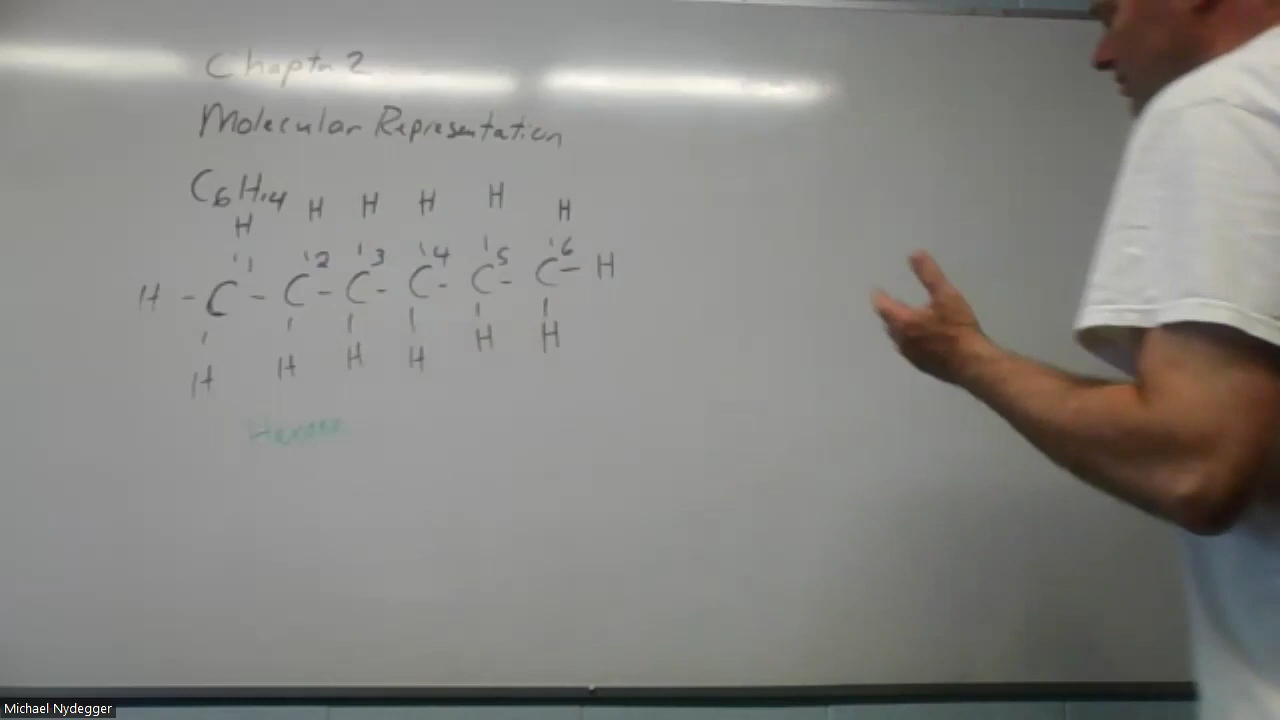 Chapter 2
Molecular Representation
C6H14
H H H H H H
1 2 3 4 5 6
H - C - C - C - C - C - C - H
H H H H H H
Hexane
Michael Nydegger